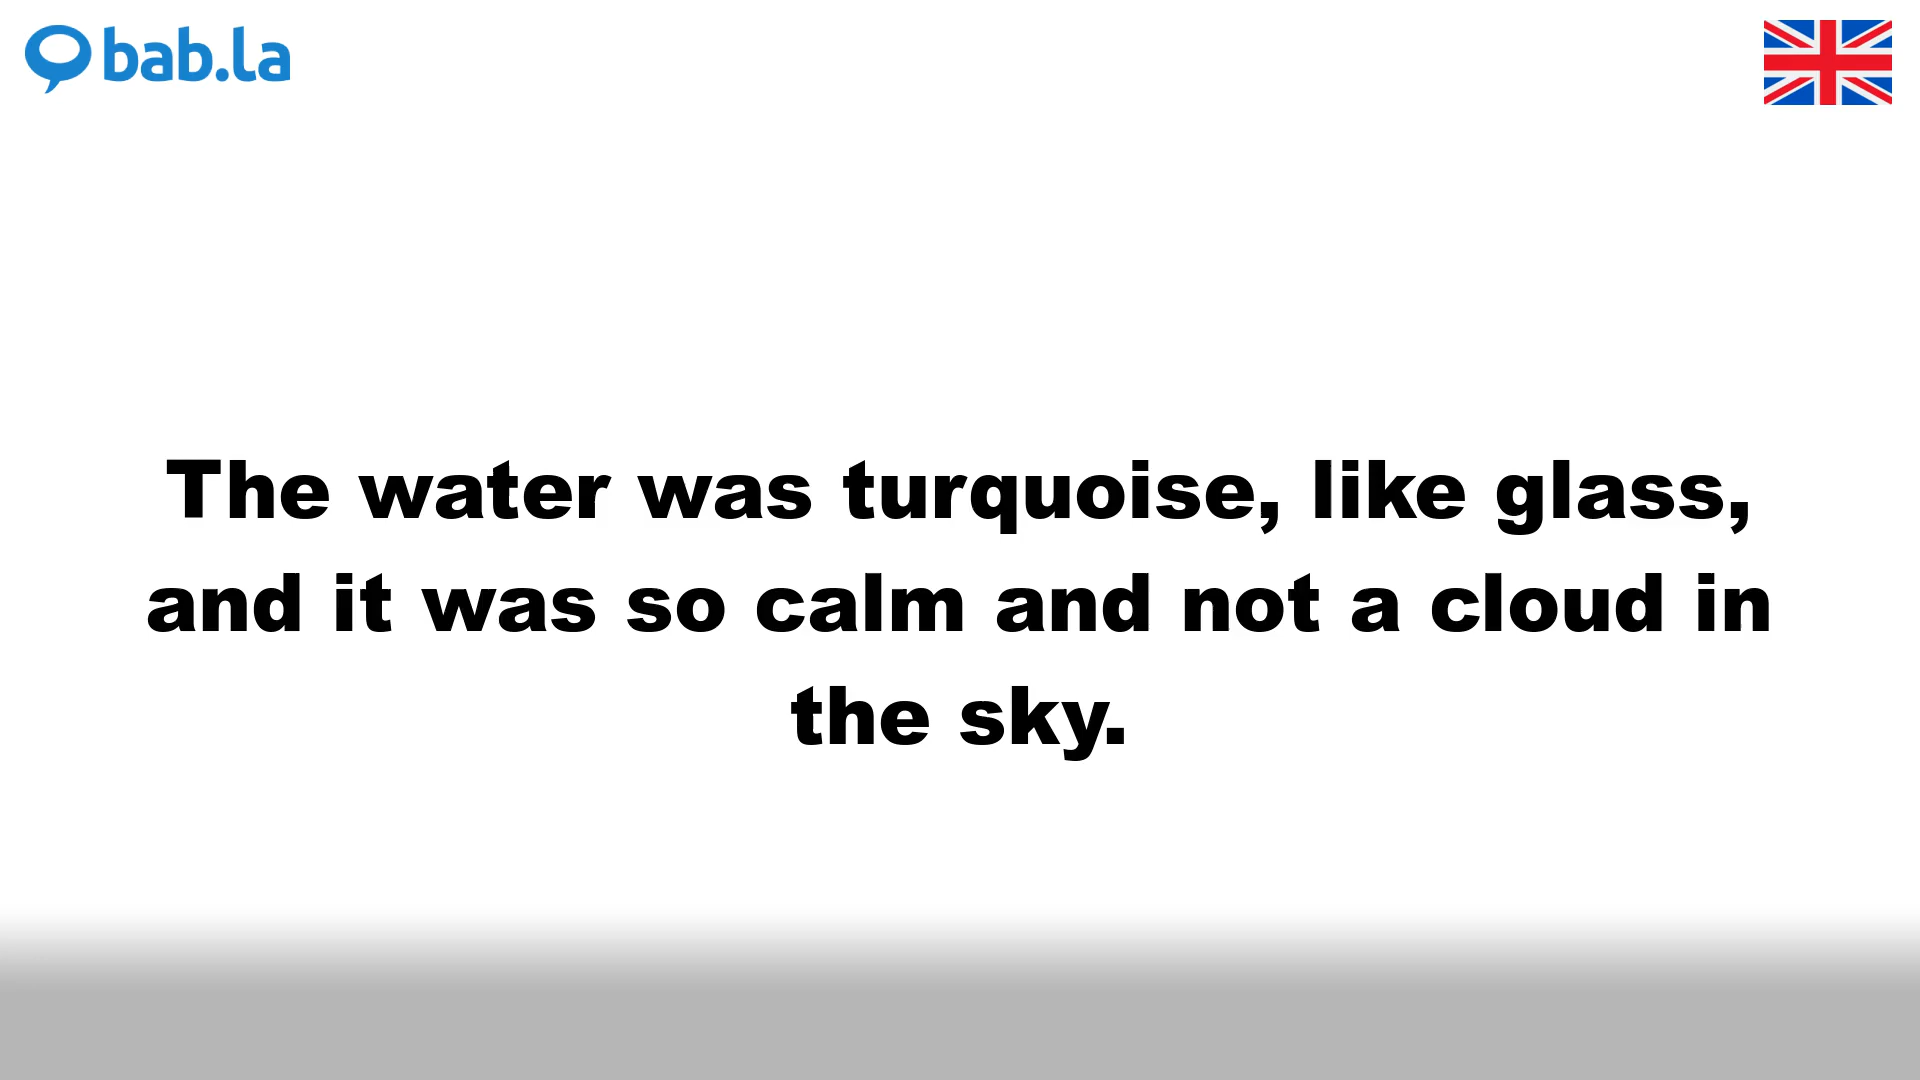 bab.la
The water was turquoise, like glass,
and it was so calm and not a cloud in
the sky.